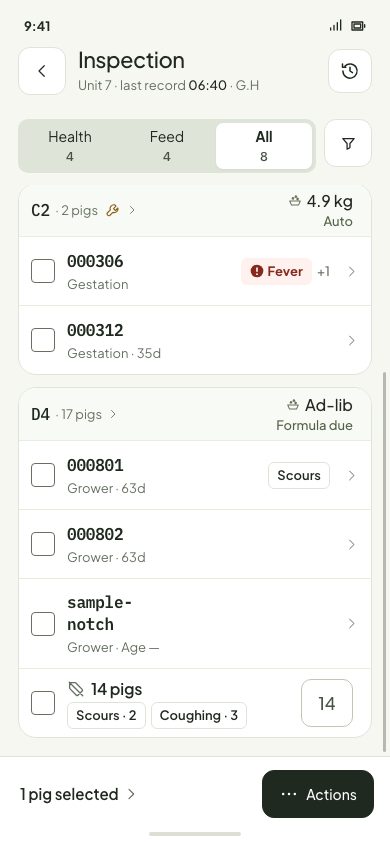 9:41
Inspection
Unit 7 · last record 06:40 · G.H
Health
4
Feed
4
All
8
C2 · 2 pigs
4.9 kg
Auto
000306
Gestation
Fever +1
000312
Gestation · 35d
D4 · 17 pigs
Ad-lib
Formula due
000801
Grower · 63d
Scours
000802
Grower · 63d
sample-
notch
Grower · Age —
14 pigs
Scours · 2 Coughing · 3
14
1 pig selected
Actions